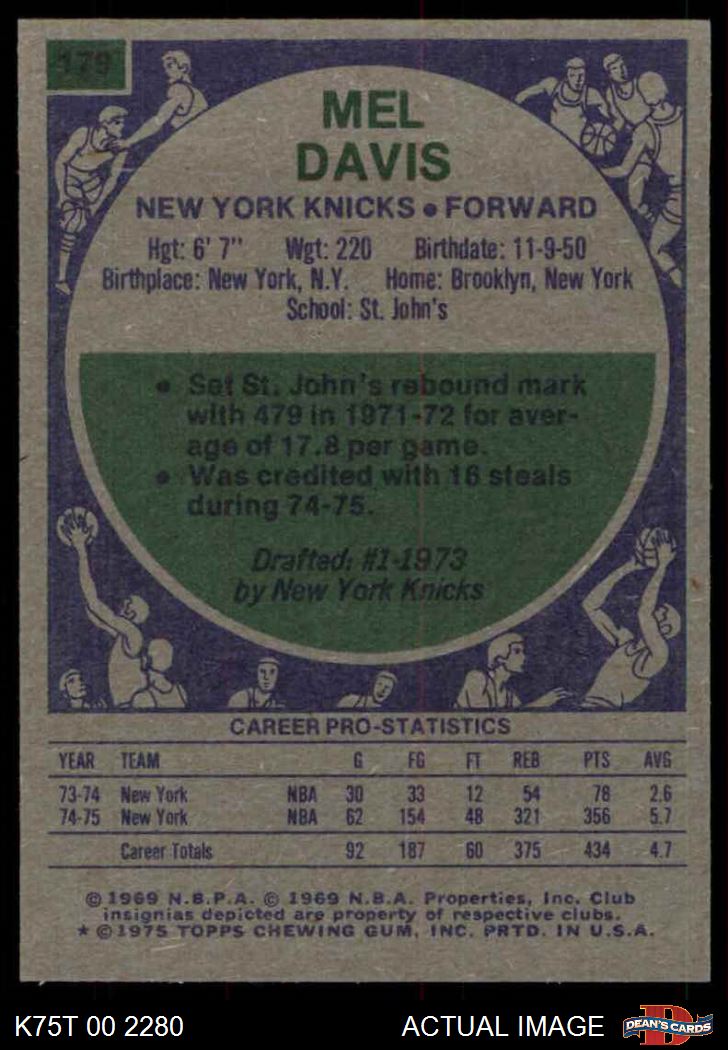 179
MEL
DAVIS
NEW YORK KNICKS • FORWARD
Hgt: 6' 7" Wgt: 220 Birthdate: 11-9-50
Birthplace: New York, N.Y. Home: Brooklyn, New York
School: St. John's
• Set St. John's rebound mark
with 479 in 1971-72 for aver-
age of 17.8 per game.
• Was credited with 16 steals
during 74-75.
Drafted: #1-1973
by New York Knicks
CAREER PRO-STATISTICS
YEAR TEAM G FG FT REB PTS AVG
73-74 New York NBA 30 33 12 54 78 2.6
74-75 New York NBA 62 154 48 321 356 5.7
Career Totals 92 187 60 375 434 4.7
© 1969 N.B.P.A. © 1969 N.B.A. Properties, Inc. Club
insignias depicted are property of respective clubs.
* © 1975 TOPPS CHEWING GUM, INC. PRTD. IN U.S.A.
K75T 00 2280 ACTUAL IMAGE D DEAN'S CARDS